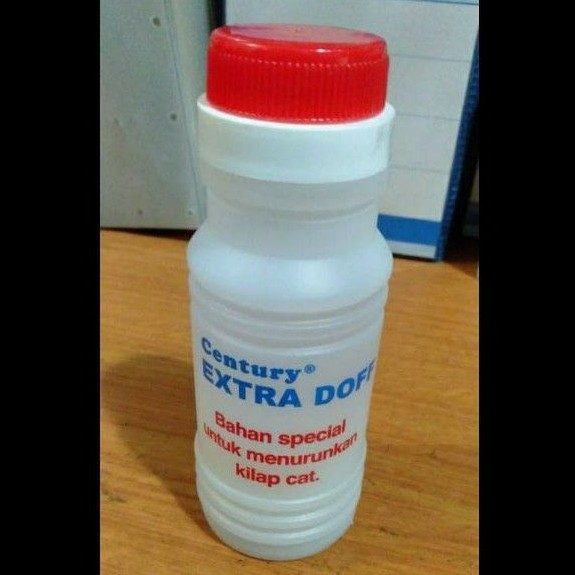 Century®
EXTRA DOFF
Bahan special
untuk menurunkan
kilap cat.